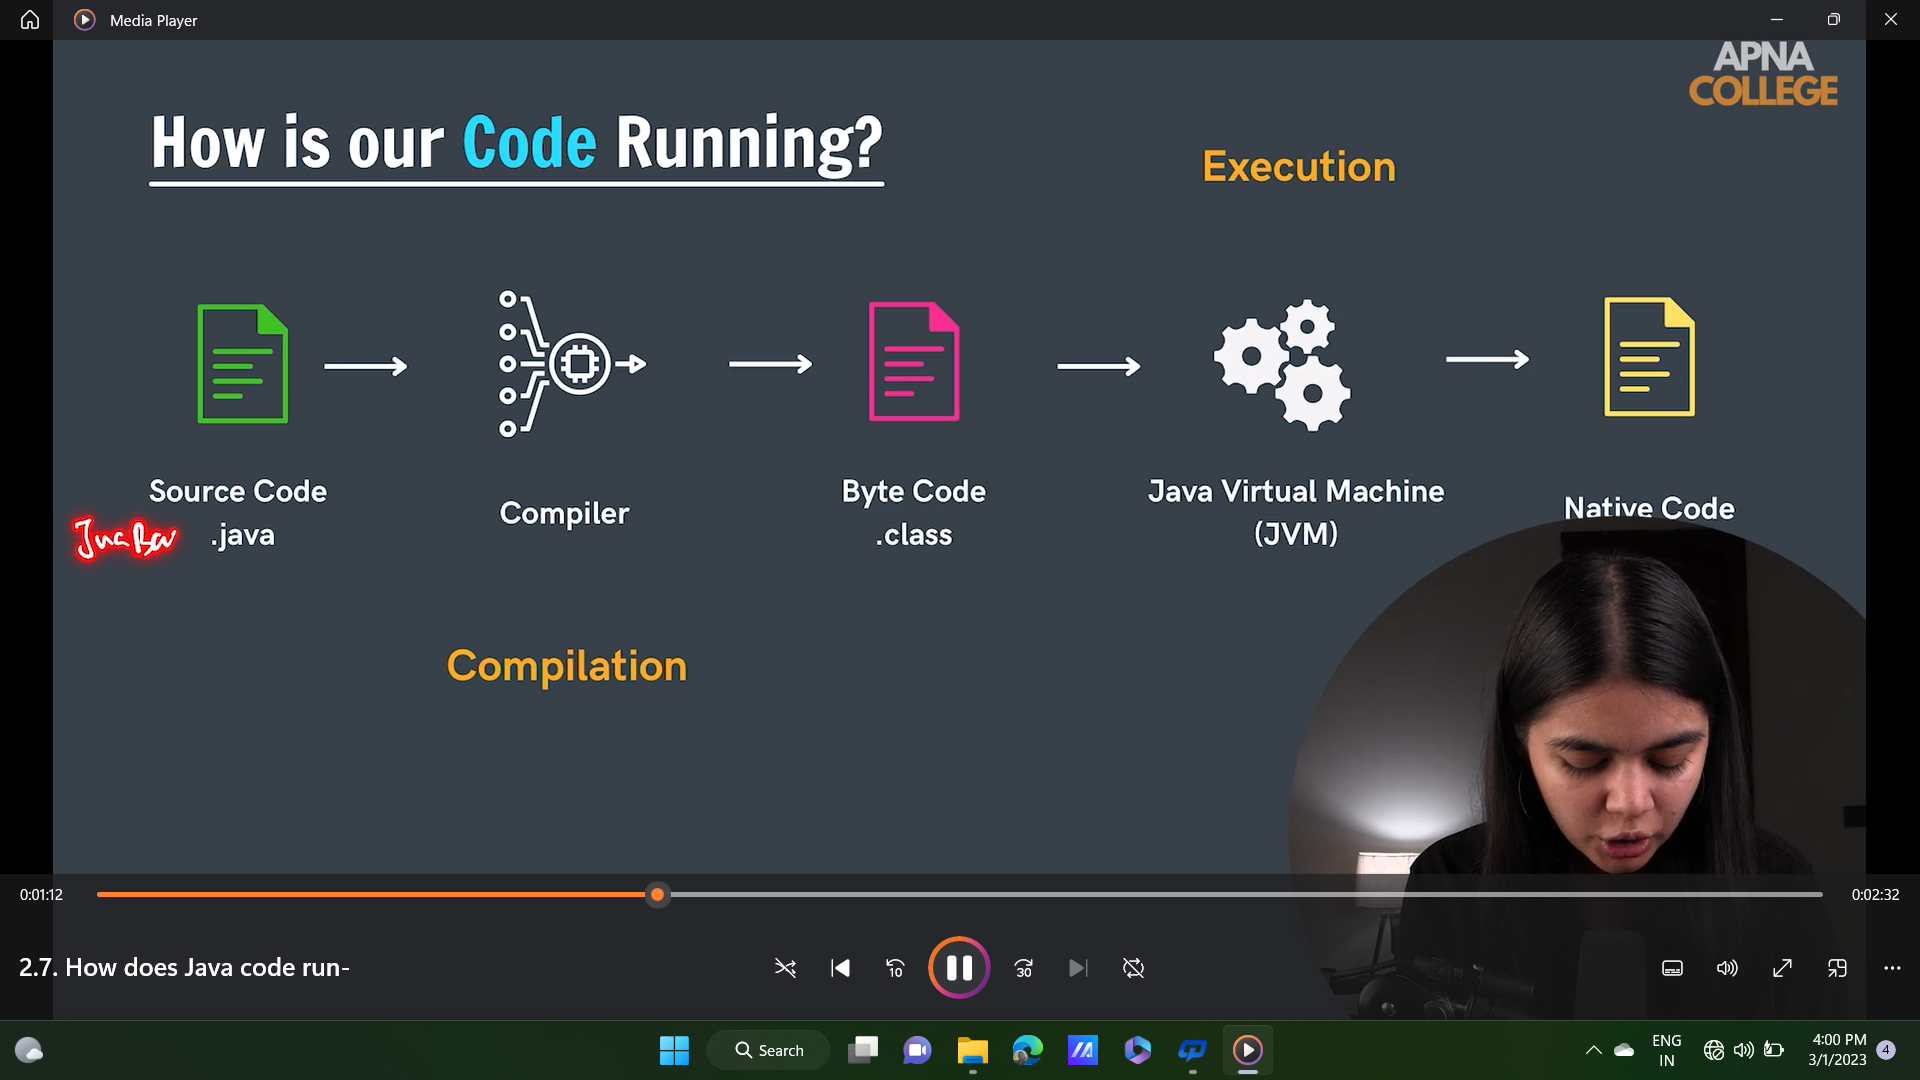 Media Player
APNA
COLLEGE
How is our Code Running?
Execution
Source Code
.java
Compiler
Byte Code
.class
Java Virtual Machine
(JVM)
Native Code
Compilation
0:01:12
0:02:32
2.7. How does Java code run-
10
30
Search
ENG
IN
4:00 PM
3/1/2023
4